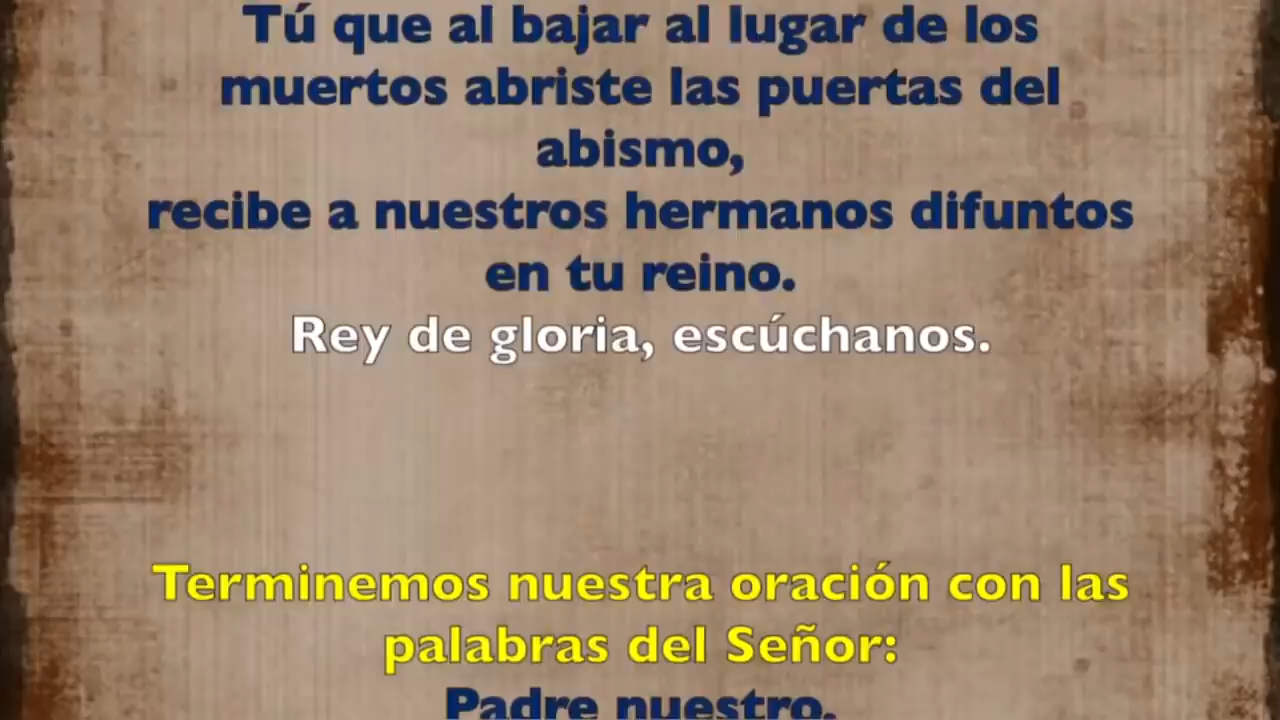 Tú que al bajar al lugar de los
muertos abriste las puertas del
abismo,
recibe a nuestros hermanos difuntos
en tu reino.
Rey de gloria, escúchanos.
Terminemos nuestra oración con las
palabras del Señor:
Padre nuestro.